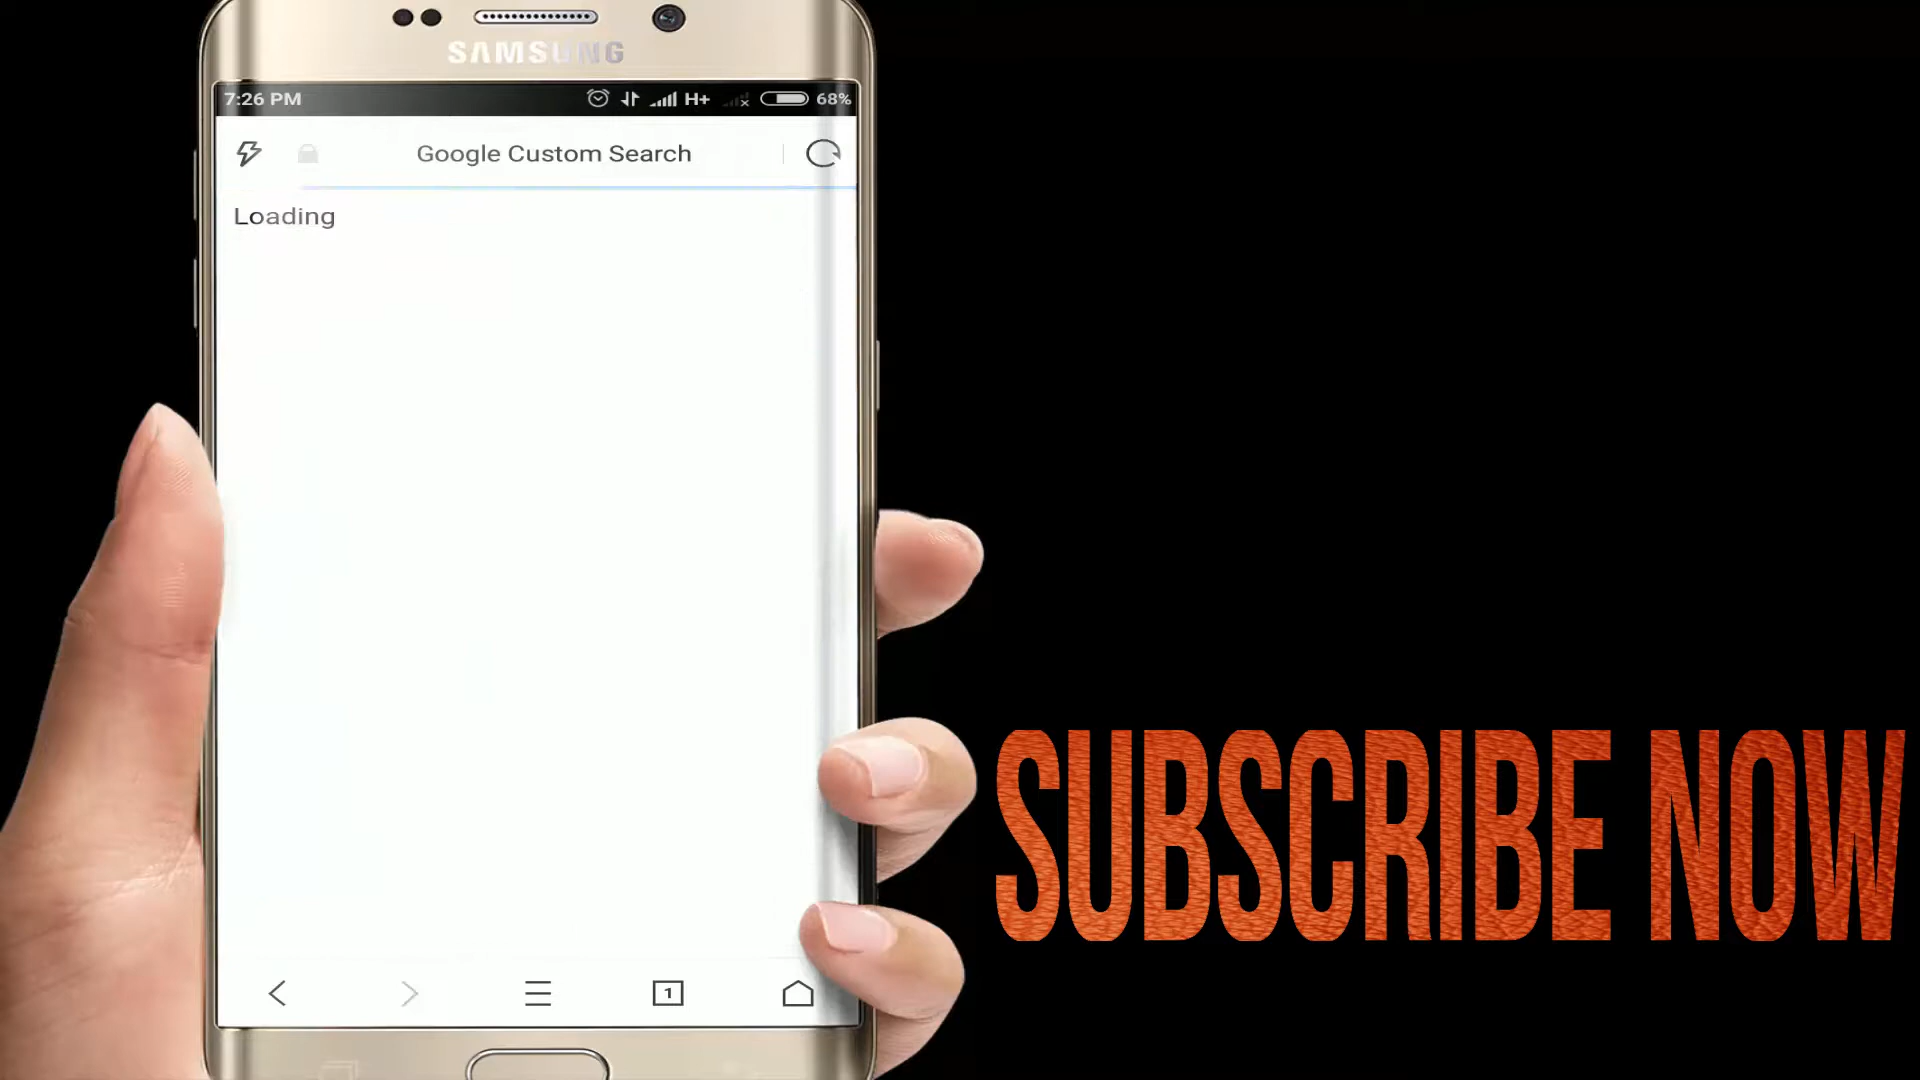 SAMSUNG
7:26 PM H+ 68%
Google Custom Search
Loading
1
SUBSCRIBE NOW